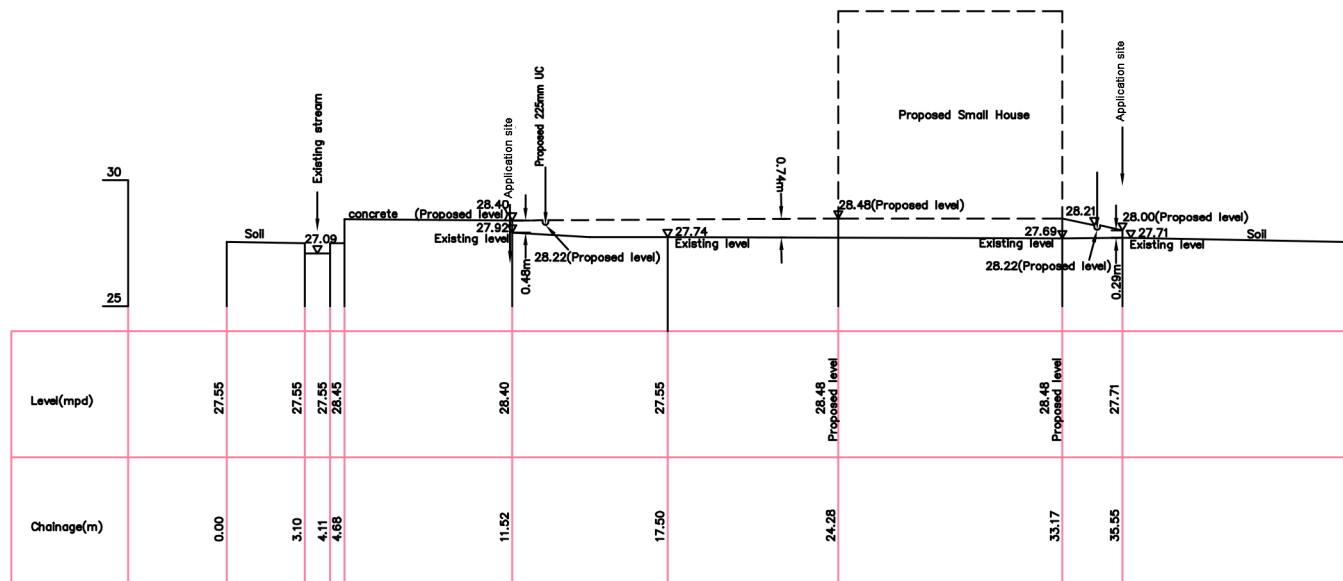 Existing stream
Application site
Proposed 225mm UC
Application site
Proposed Small House
30
0.74m
28.40
28.48(Proposed level)
28.21
28.00(Proposed level)
concrete
(Proposed level)
Soil
27.09
27.92
27.74
27.69
27.71
Soil
Existing level
Existing level
Existing level
Existing level
28.22(Proposed level)
28.22(Proposed level)
0.48m
0.29m
25
Level(mpd)
27.55
27.55
27.55
28.45
28.40
27.55
28.48
Proposed level
28.48
Proposed level
27.71
Chainage(m)
0.00
3.10
4.11
4.68
11.52
17.50
24.28
33.17
35.55